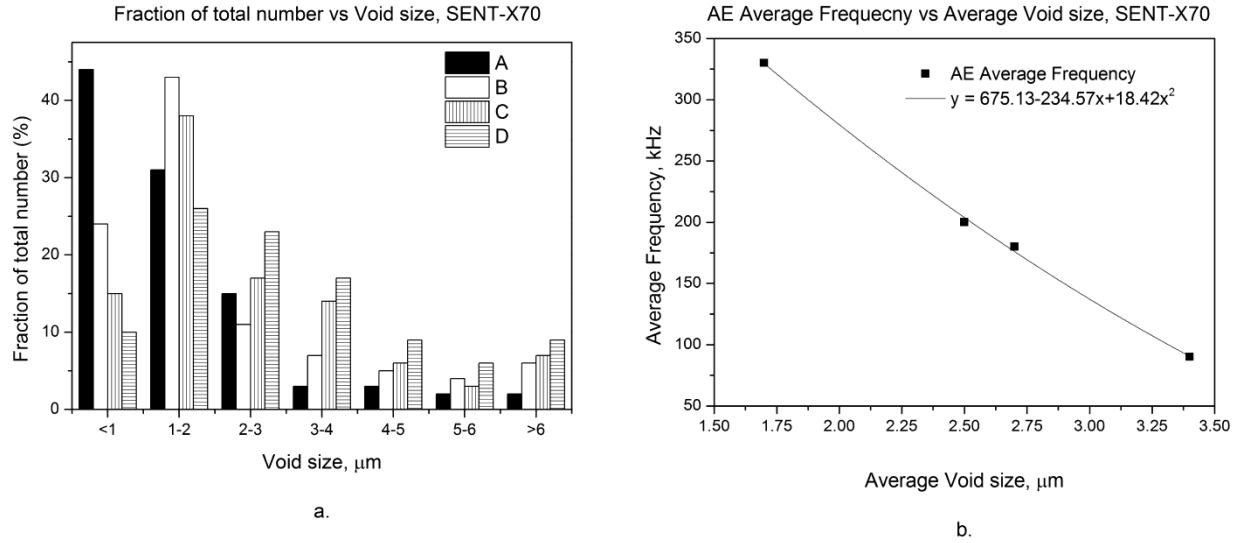 Fraction of total number vs Void size, SENT-X70
A
B
C
D
Fraction of total number (%)
40
30
20
10
0
<1 1-2 2-3 3-4 4-5 5-6 >6
Void size, μm
a.
AE Average Frequecny vs Average Void size, SENT-X70
AE Average Frequency
y = 675.13-234.57x+18.42x²
Average Frequency, kHz
350
300
250
200
150
100
50
1.50 1.75 2.00 2.25 2.50 2.75 3.00 3.25 3.50
Average Void size, μm
b.